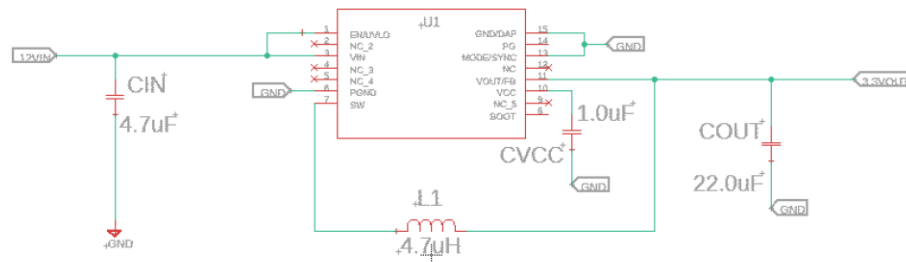 U1
1 EN/UVLO
2 NC_2
3 VIN
4 NC_3
5 NC_4
6 PGND
7 SW
GND/DAP 15
PG 14
MODE/SYNC 13
NC 12
VOUT/FB 11
VCC 10
NC_5 9
BOOT 8
12VIN
CIN
4.7uF
GND
GND
GND
1.0uF
CVCC
GND
L1
4.7uH
COUT
22.0uF
GND
3.3VOUT